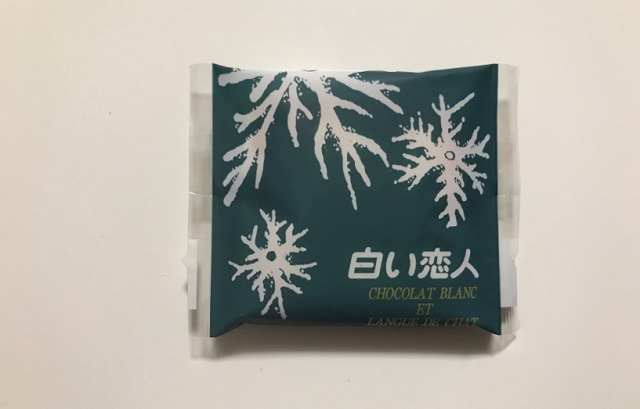 白い恋人
CHOCOLAT BLANC
ET
LANGUE DE CHAT